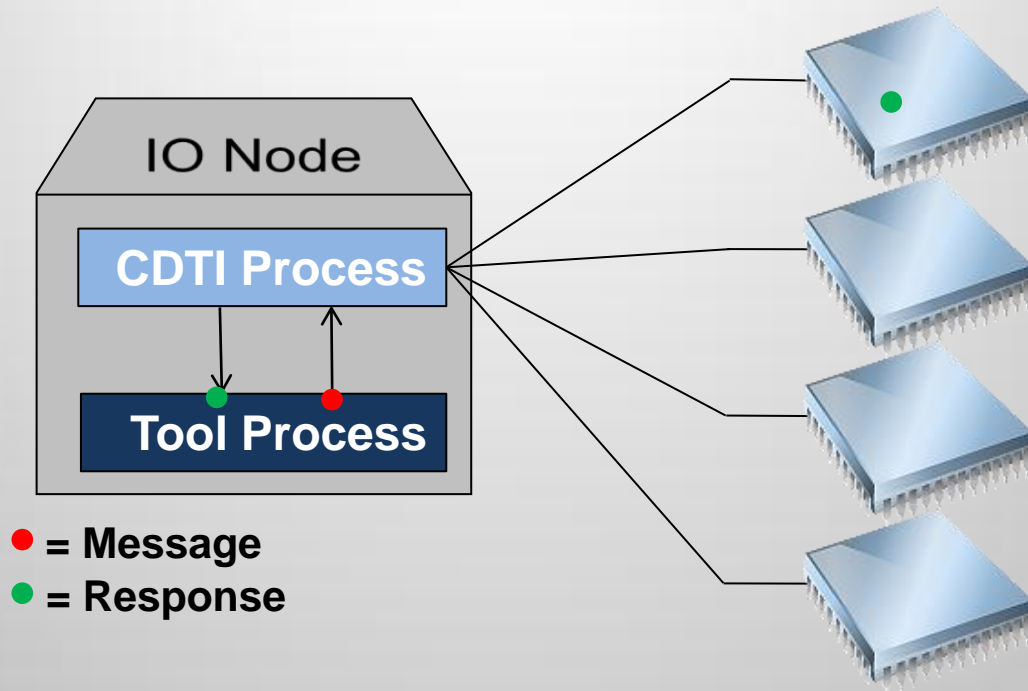 IO Node
CDTI Process
Tool Process
= Message
= Response